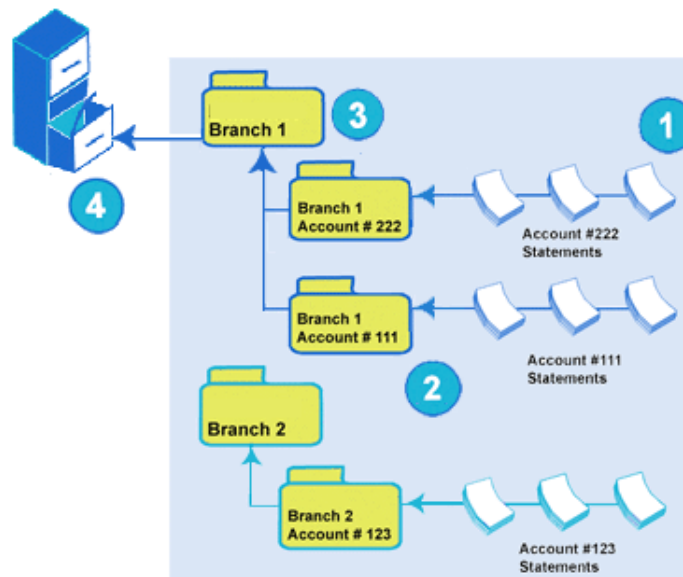 1
3
Branch 1
4
Branch 1
Account # 222
Account #222
Statements
Branch 1
Account # 111
Account #111
Statements
2
Branch 2
Branch 2
Account # 123
Account #123
Statements